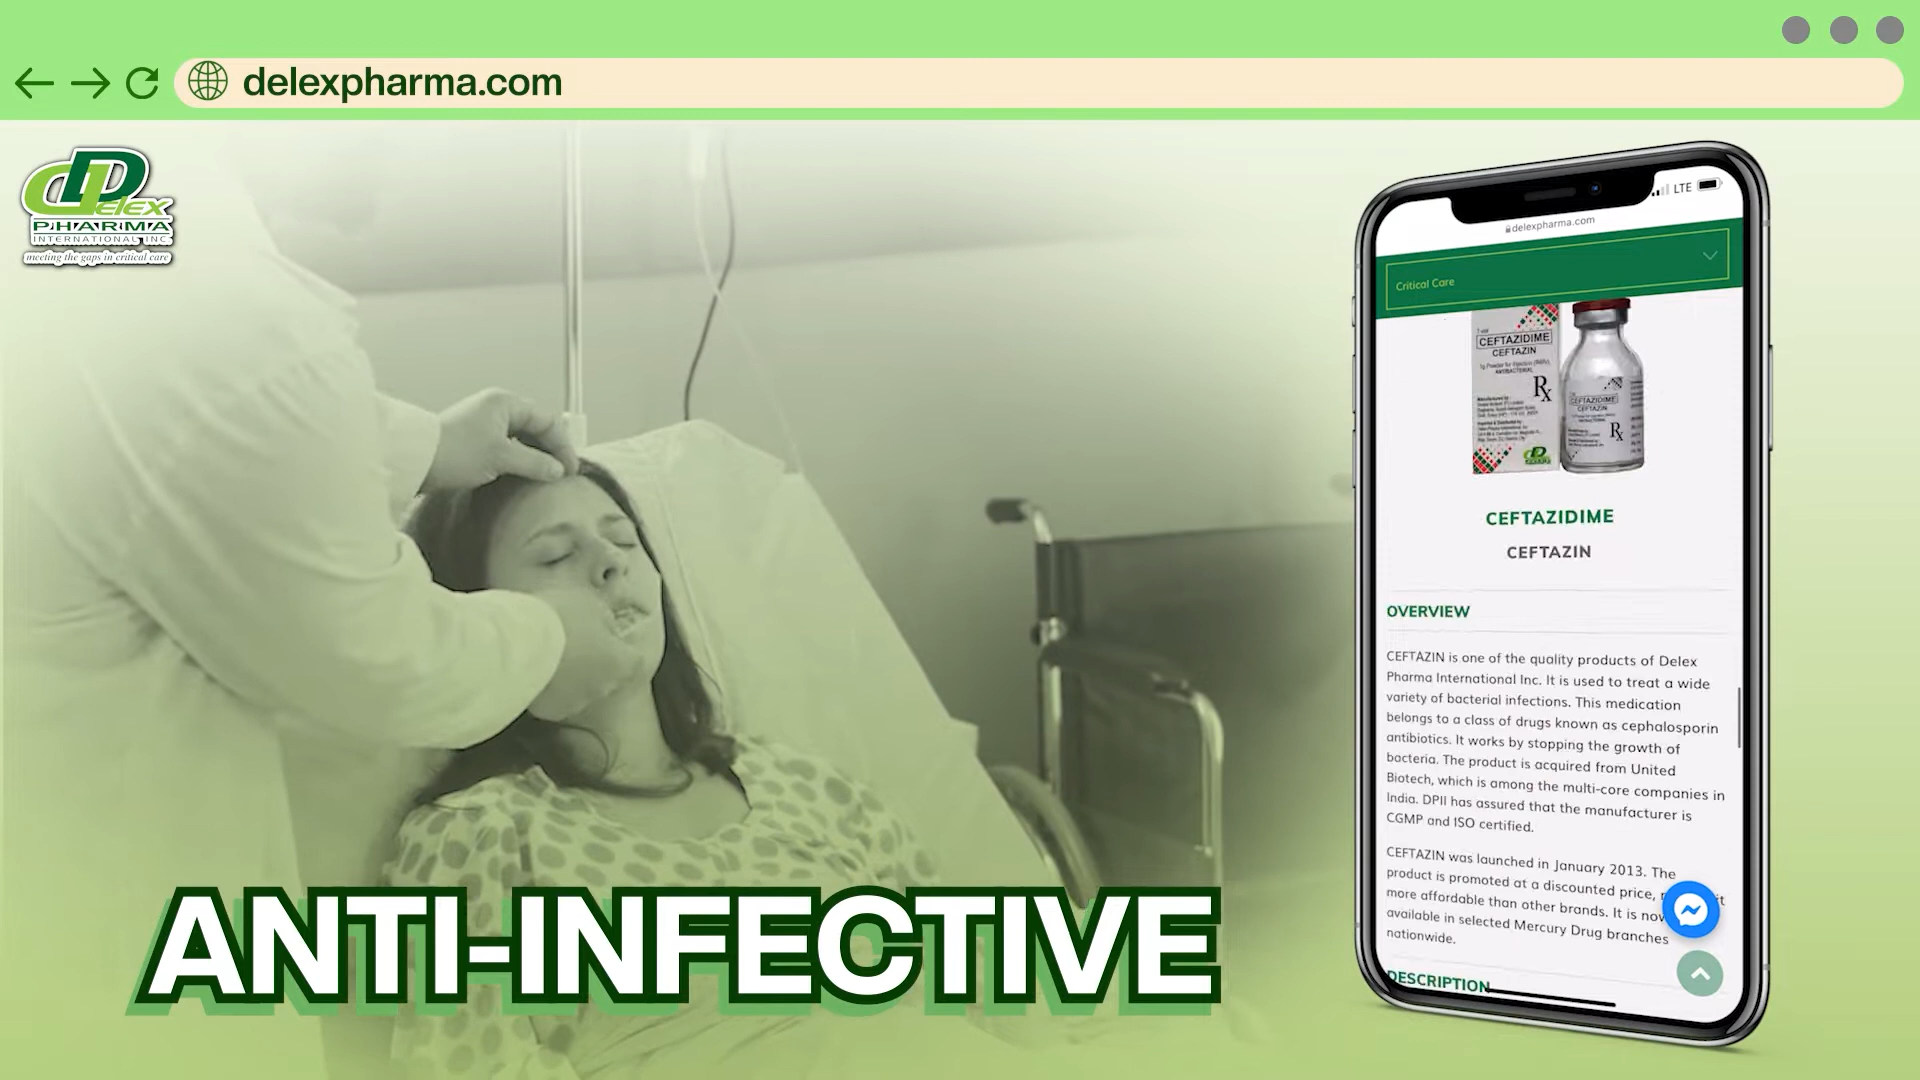 delexpharma.com
Delex
PHARMA
INTERNATIONAL INC.
meeting the gaps in critical care
LTE
delexpharma.com
Critical Care
CEFTAZIDIME
CEFTAZIN
Rx
CEFTAZIDIME
CEFTAZIN
Rx
CEFTAZIDIME
CEFTAZIN
OVERVIEW
CEFTAZIN is one of the quality products of Delex
Pharma International Inc. It is used to treat a wide
variety of bacterial infections. This medication
belongs to a class of drugs known as cephalosporin
antibiotics. It works by stopping the growth of
bacteria. The product is acquired from United
Biotech, which is among the multi-core companies in
India. DPII has assured that the manufacturer is
CGMP and ISO certified.
CEFTAZIN was launched in January 2013. The
product is promoted at a discounted price,
more affordable than other brands. It is now
available in selected Mercury Drug branches
nationwide.
DESCRIPTION
ANTI-INFECTIVE